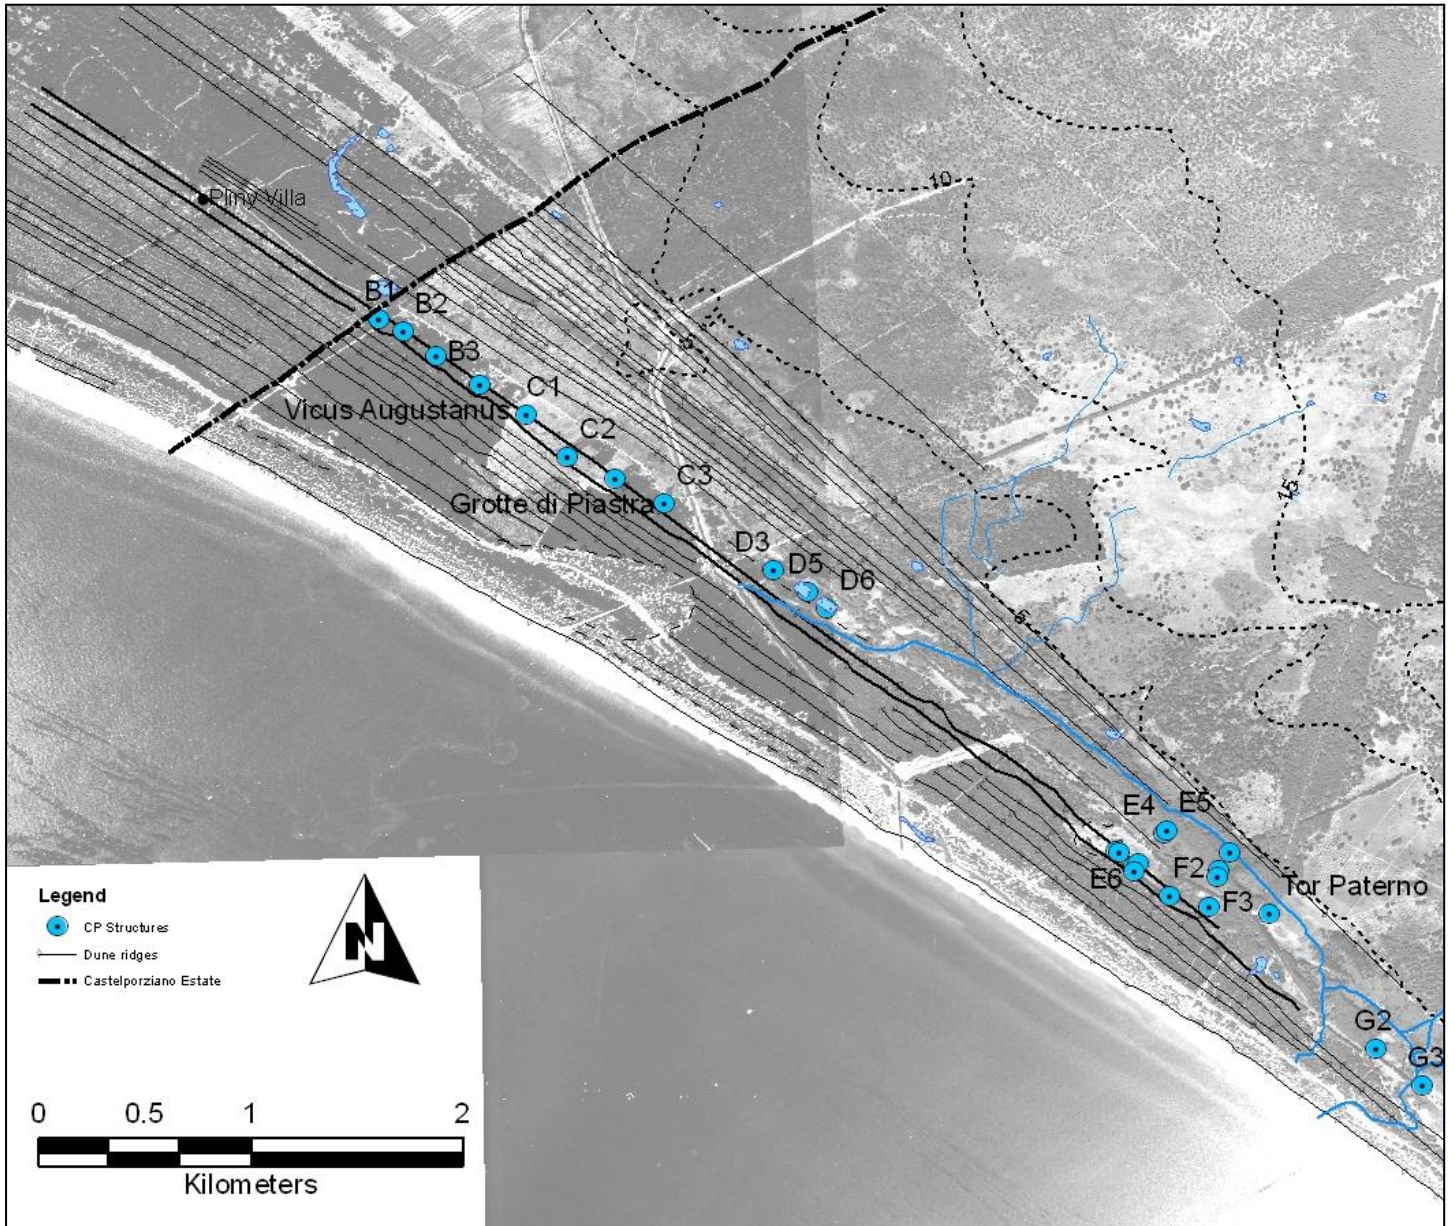 10
Pliny Villa
B1
B2
B3
C1
Vicus Augustanus
C2
C3
Grotte di Piastra
15
D3
D5
D6
5
E4
E5
E6
F2
F3
Tor Paterno
G2
G3
Legend
CP Structures
Dune ridges
Castelporziano Estate
N
0 0.5 1 2
Kilometers